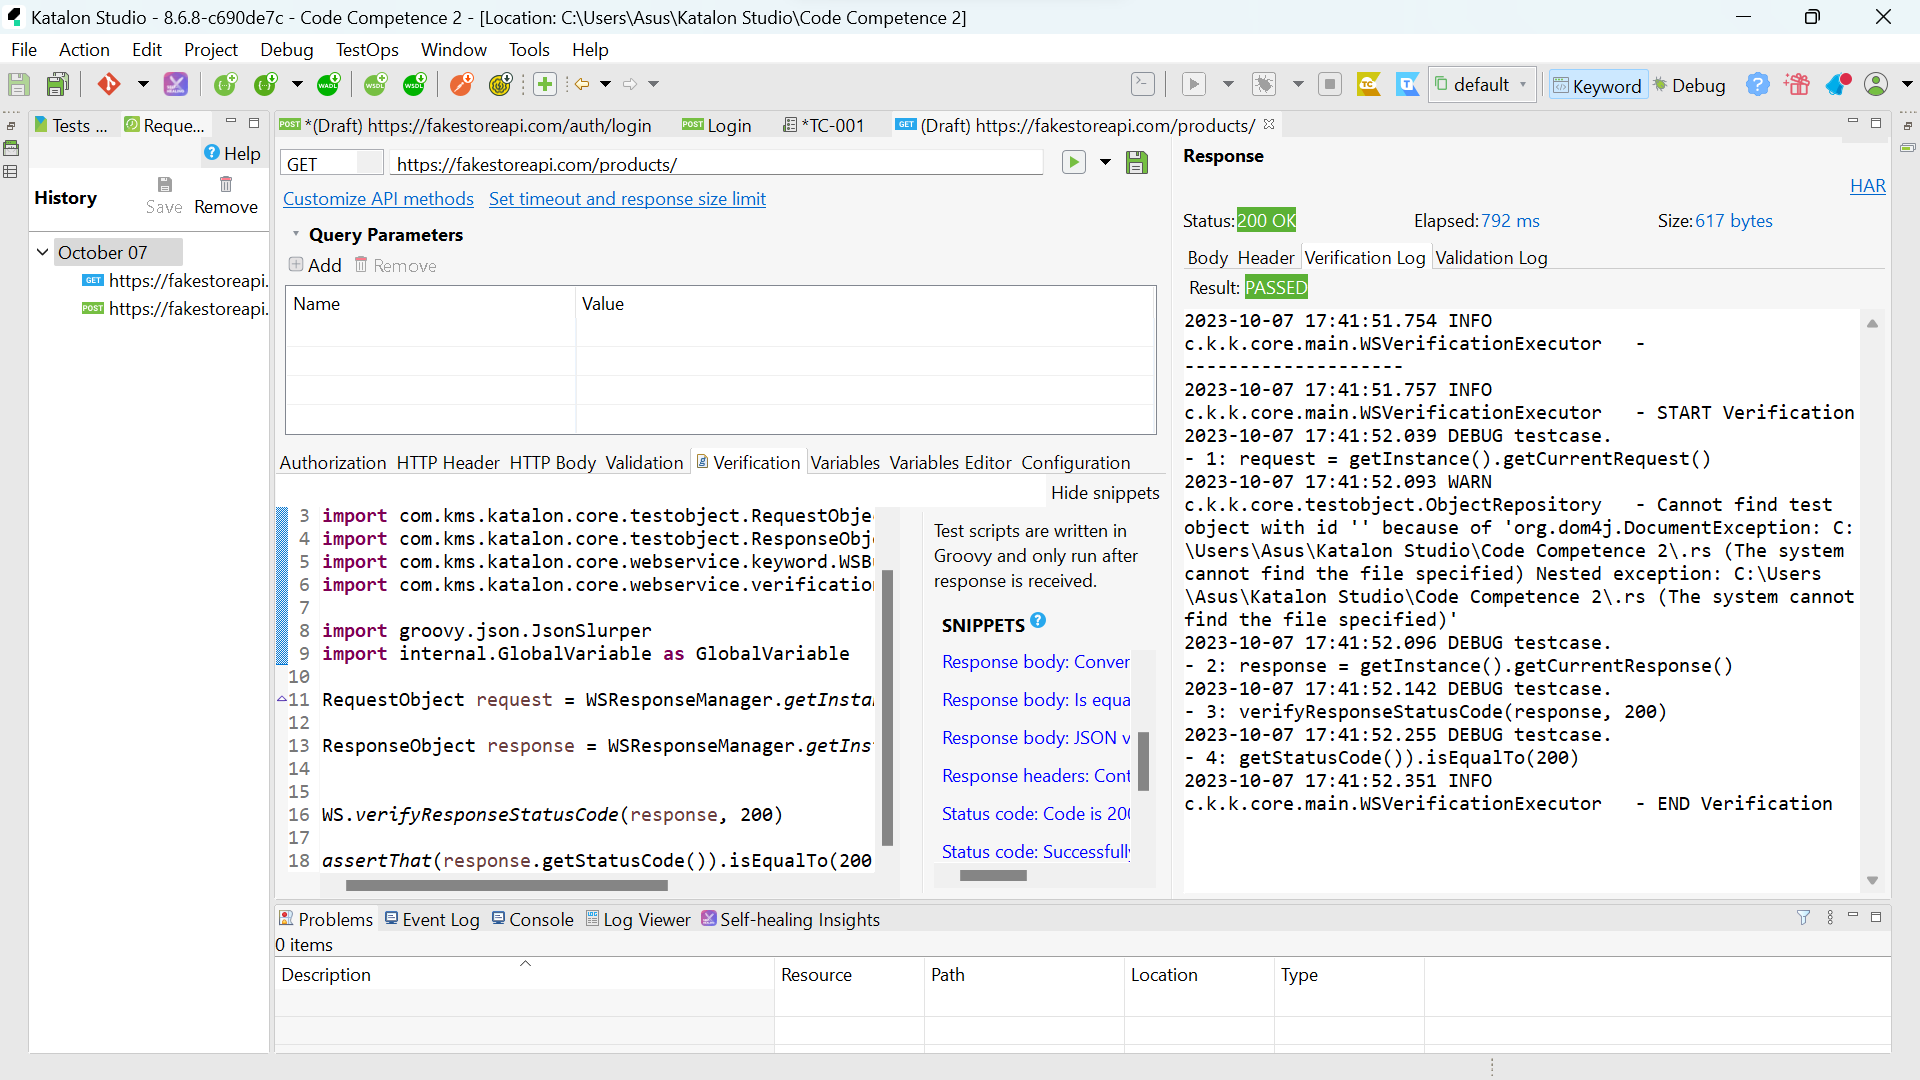 Katalon Studio - 8.6.8-c690de7c - Code Competence 2 - [Location: C:\Users\Asus\Katalon Studio\Code Competence 2]
File Action Edit Project Debug TestOps Window Tools Help
default Keyword Debug
Tests ... Reque...
Help
History Save Remove
October 07
GET https://fakestoreapi.
POST https://fakestoreapi.
POST *(Draft) https://fakestoreapi.com/auth/login POST Login *TC-001 GET (Draft) https://fakestoreapi.com/products/
GET https://fakestoreapi.com/products/
Customize API methods Set timeout and response size limit
Query Parameters
Add Remove
Name Value
Authorization HTTP Header HTTP Body Validation Verification Variables Variables Editor Configuration
Hide snippets
3 import com.kms.katalon.core.testobject.RequestObje
4 import com.kms.katalon.core.testobject.ResponseObj
5 import com.kms.katalon.core.webservice.keyword.WSB
6 import com.kms.katalon.core.webservice.verificatio
7
8 import groovy.json.JsonSlurper
9 import internal.GlobalVariable as GlobalVariable
10
11 RequestObject request = WSResponseManager.getInsta
12
13 ResponseObject response = WSResponseManager.getIns
14
15
16 WS.verifyResponseStatusCode(response, 200)
17
18 assertThat(response.getStatusCode()).isEqualTo(200
Test scripts are written in
Groovy and only run after
response is received.
SNIPPETS
Response body: Conver
Response body: Is equa
Response body: JSON v
Response headers: Cont
Status code: Code is 200
Status code: Successfully
Response
HAR
Status: 200 OK Elapsed: 792 ms Size: 617 bytes
Body Header Verification Log Validation Log
Result: PASSED
2023-10-07 17:41:51.754 INFO
c.k.k.core.main.WSVerificationExecutor -
--------------------
2023-10-07 17:41:51.757 INFO
c.k.k.core.main.WSVerificationExecutor - START Verification
2023-10-07 17:41:52.039 DEBUG testcase.
- 1: request = getInstance().getCurrentRequest()
2023-10-07 17:41:52.093 WARN
c.k.k.core.testobject.ObjectRepository - Cannot find test
object with id '' because of 'org.dom4j.DocumentException: C:
\Users\Asus\Katalon Studio\Code Competence 2\.rs (The system
cannot find the file specified) Nested exception: C:\Users
\Asus\Katalon Studio\Code Competence 2\.rs (The system cannot
find the file specified)'
2023-10-07 17:41:52.096 DEBUG testcase.
- 2: response = getInstance().getCurrentResponse()
2023-10-07 17:41:52.142 DEBUG testcase.
- 3: verifyResponseStatusCode(response, 200)
2023-10-07 17:41:52.255 DEBUG testcase.
- 4: getStatusCode()).isEqualTo(200)
2023-10-07 17:41:52.351 INFO
c.k.k.core.main.WSVerificationExecutor - END Verification
Problems Event Log Console Log Viewer Self-healing Insights
0 items
Description Resource Path Location Type